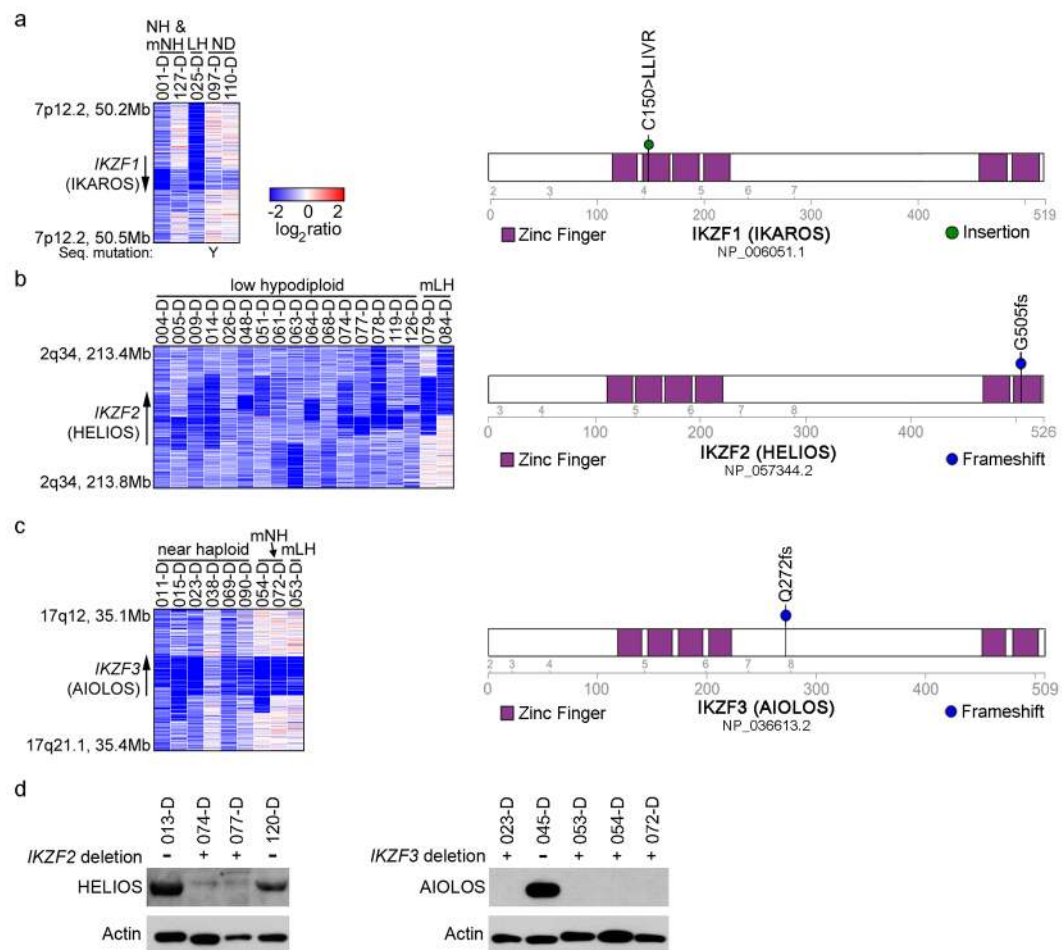 a
NH &
mNH LH ND
001-D
127-D
025-D
097-D
110-D
7p12.2, 50.2Mb
IKZF1
(IKAROS)
7p12.2, 50.5Mb
Seq. mutation: Y
-2 0 2
log2ratio
C150>LLIVR
2 3 4 5 6 7
0 100 200 300 400 519
Zinc Finger
IKZF1 (IKAROS)
NP_006051.1
Insertion
b
low hypodiploid mLH
004-D
005-D
009-D
014-D
026-D
048-D
051-D
061-D
063-D
064-D
068-D
074-D
077-D
078-D
119-D
126-D
079-D
084-D
2q34, 213.4Mb
IKZF2
(HELIOS)
2q34, 213.8Mb
G505fs
3 4 5 6 7 8
0 100 200 300 400 526
Zinc Finger
IKZF2 (HELIOS)
NP_057344.2
Frameshift
c
near haploid mNH mLH
011-D
015-D
023-D
038-D
069-D
090-D
054-D
072-D
053-D
17q12, 35.1Mb
IKZF3
(AIOLOS)
17q21.1, 35.4Mb
Q272fs
2 3 4 5 6 7 8
0 100 200 300 400 509
Zinc Finger
IKZF3 (AIOLOS)
NP_036613.2
Frameshift
d
013-D
074-D
077-D
120-D
IKZF2 deletion - + + -
HELIOS
Actin
023-D
045-D
053-D
054-D
072-D
IKZF3 deletion + - + + +
AIOLOS
Actin